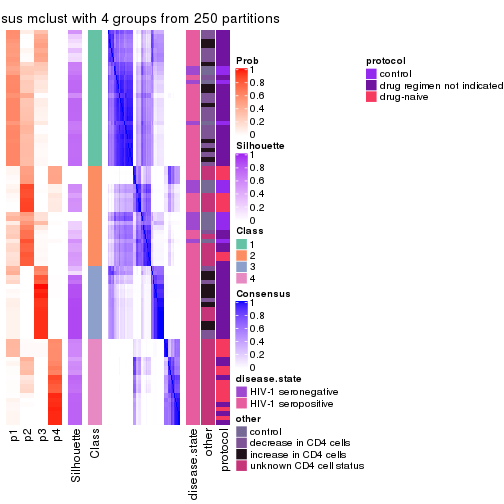 sus mclust with 4 groups from 250 partitions
Prob
1
0.8
0.6
0.4
0.2
0
Silhouette
1
0.8
0.6
0.4
0.2
0
Class
1
2
3
4
Consensus
1
0.8
0.6
0.4
0.2
0
disease.state
HIV-1 seronegative
HIV-1 seropositive
other
control
decrease in CD4 cells
increase in CD4 cells
unknown CD4 cell status
protocol
control
drug regimen not indicated
drug-naive
p1
p2
p3
p4
Silhouette
Class
disease.state
other
protocol